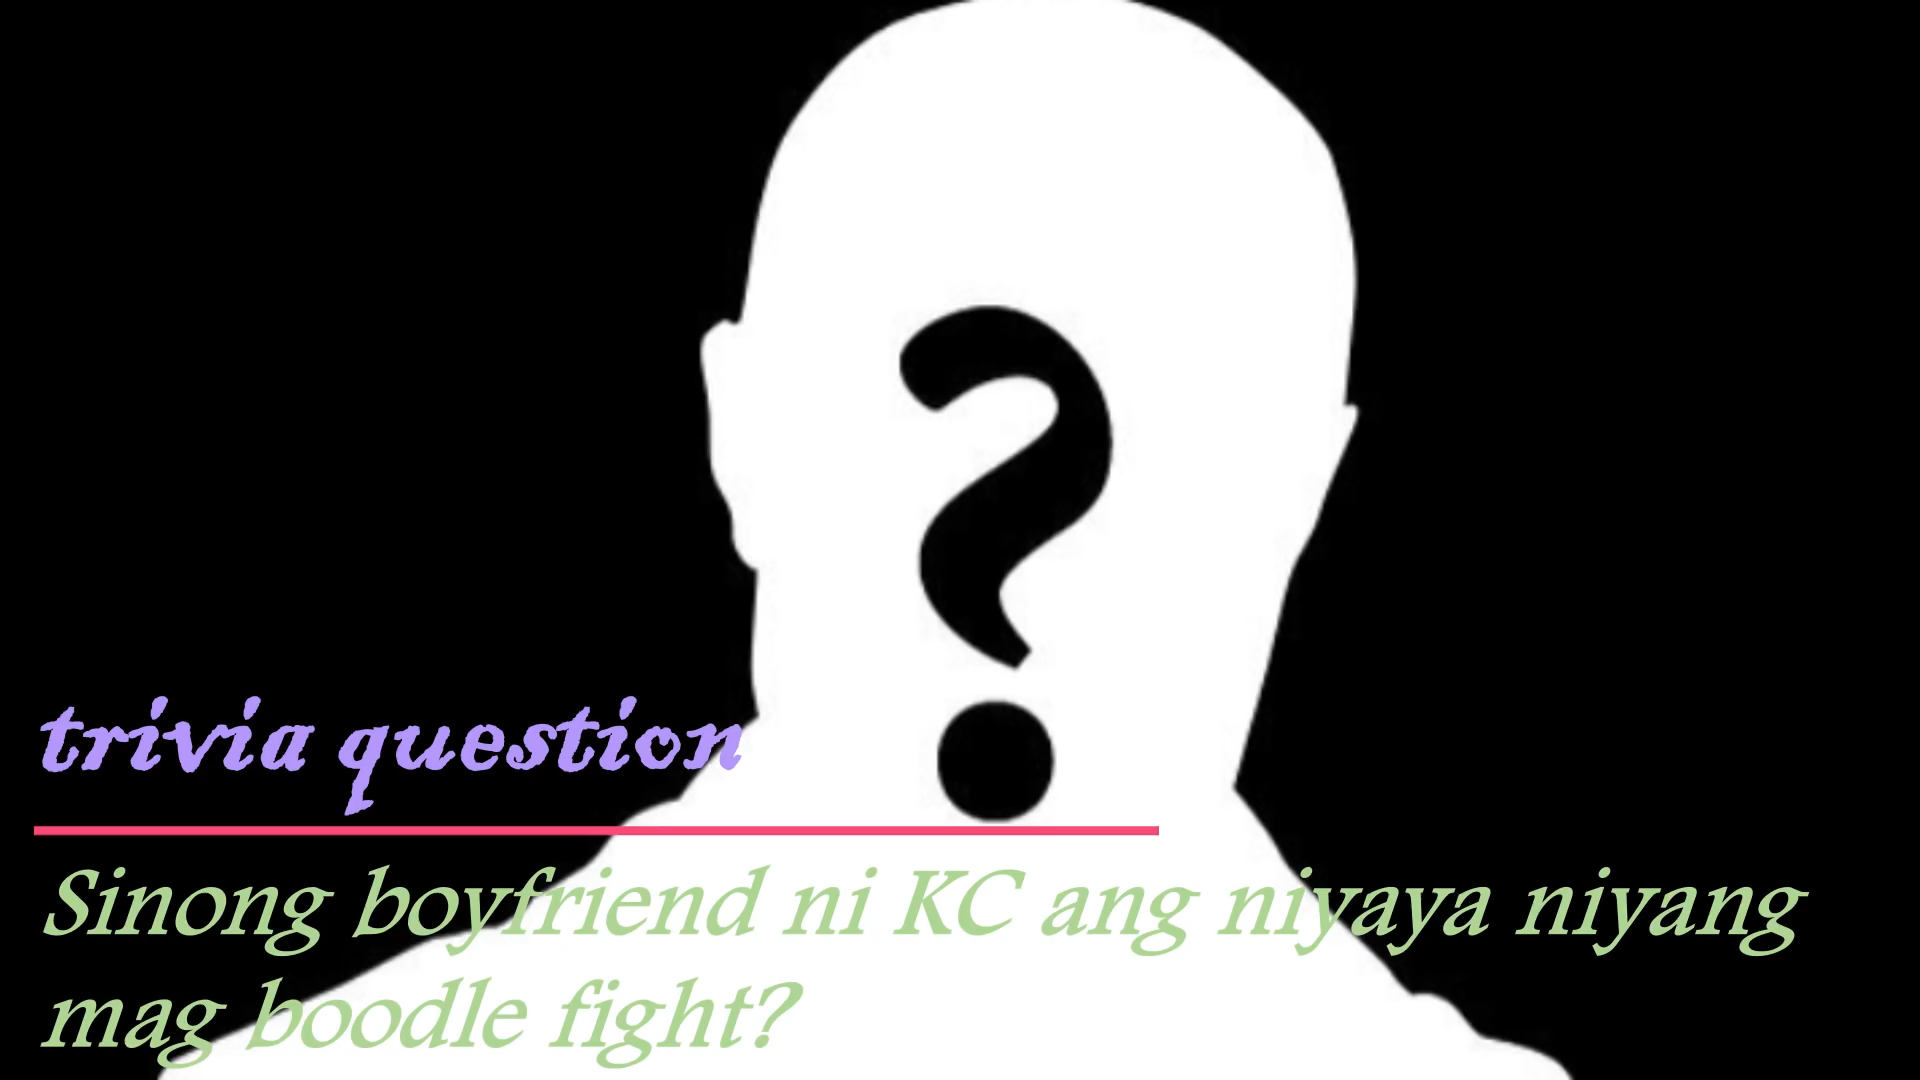 trivia question
Sinong boyfriend ni KC ang niyaya niyang
mag boodle fight?